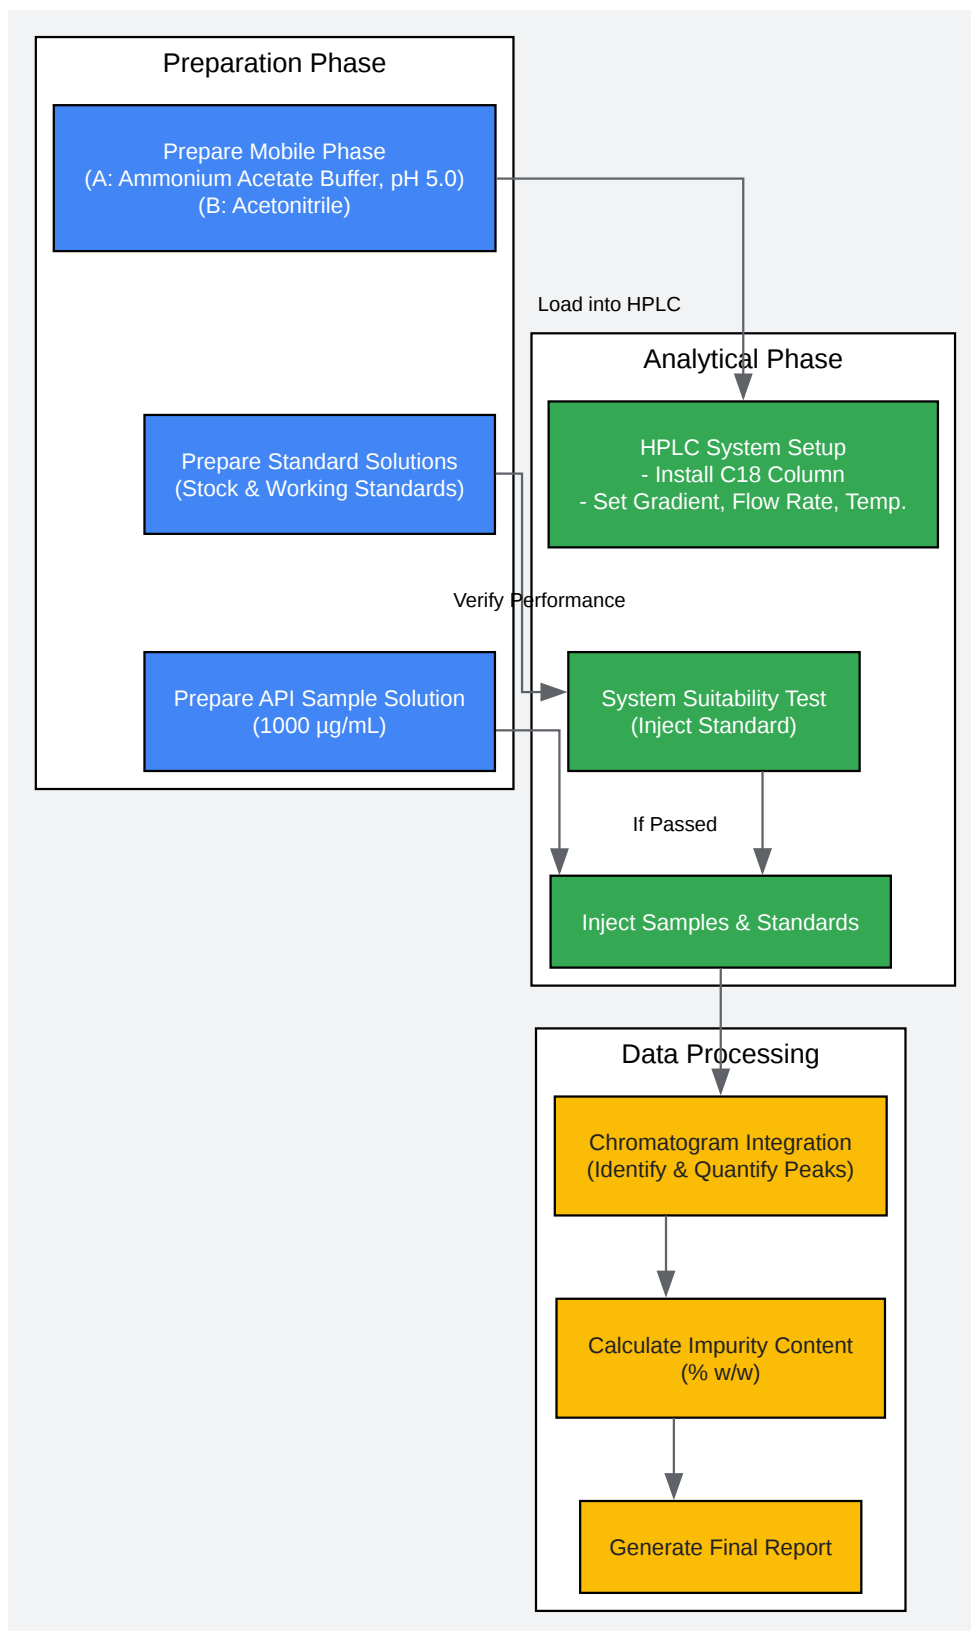 Preparation Phase
Prepare Mobile Phase
(A: Ammonium Acetate Buffer, pH 5.0)
(B: Acetonitrile)
Load into HPLC
Analytical Phase
HPLC System Setup
- Install C18 Column
- Set Gradient, Flow Rate, Temp.
Prepare Standard Solutions
(Stock & Working Standards)
Verify Performance
Prepare API Sample Solution
(1000 µg/mL)
System Suitability Test
(Inject Standard)
If Passed
Inject Samples & Standards
Data Processing
Chromatogram Integration
(Identify & Quantify Peaks)
Calculate Impurity Content
(% w/w)
Generate Final Report